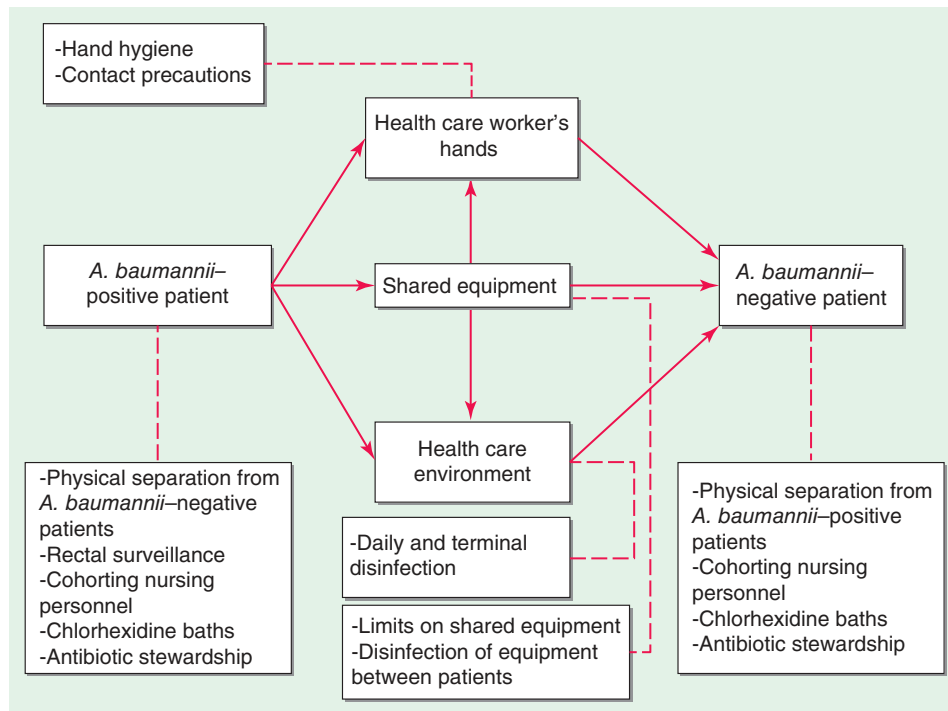 -Hand hygiene
-Contact precautions
Health care worker's
hands
A. baumannii–
positive patient
Shared equipment
A. baumannii–
negative patient
Health care
environment
-Physical separation from
A. baumannii–negative
patients
-Rectal surveillance
-Cohorting nursing
personnel
-Chlorhexidine baths
-Antibiotic stewardship
-Daily and terminal
disinfection
-Limits on shared equipment
-Disinfection of equipment
between patients
-Physical separation from
A. baumannii–positive
patients
-Cohorting nursing
personnel
-Chlorhexidine baths
-Antibiotic stewardship